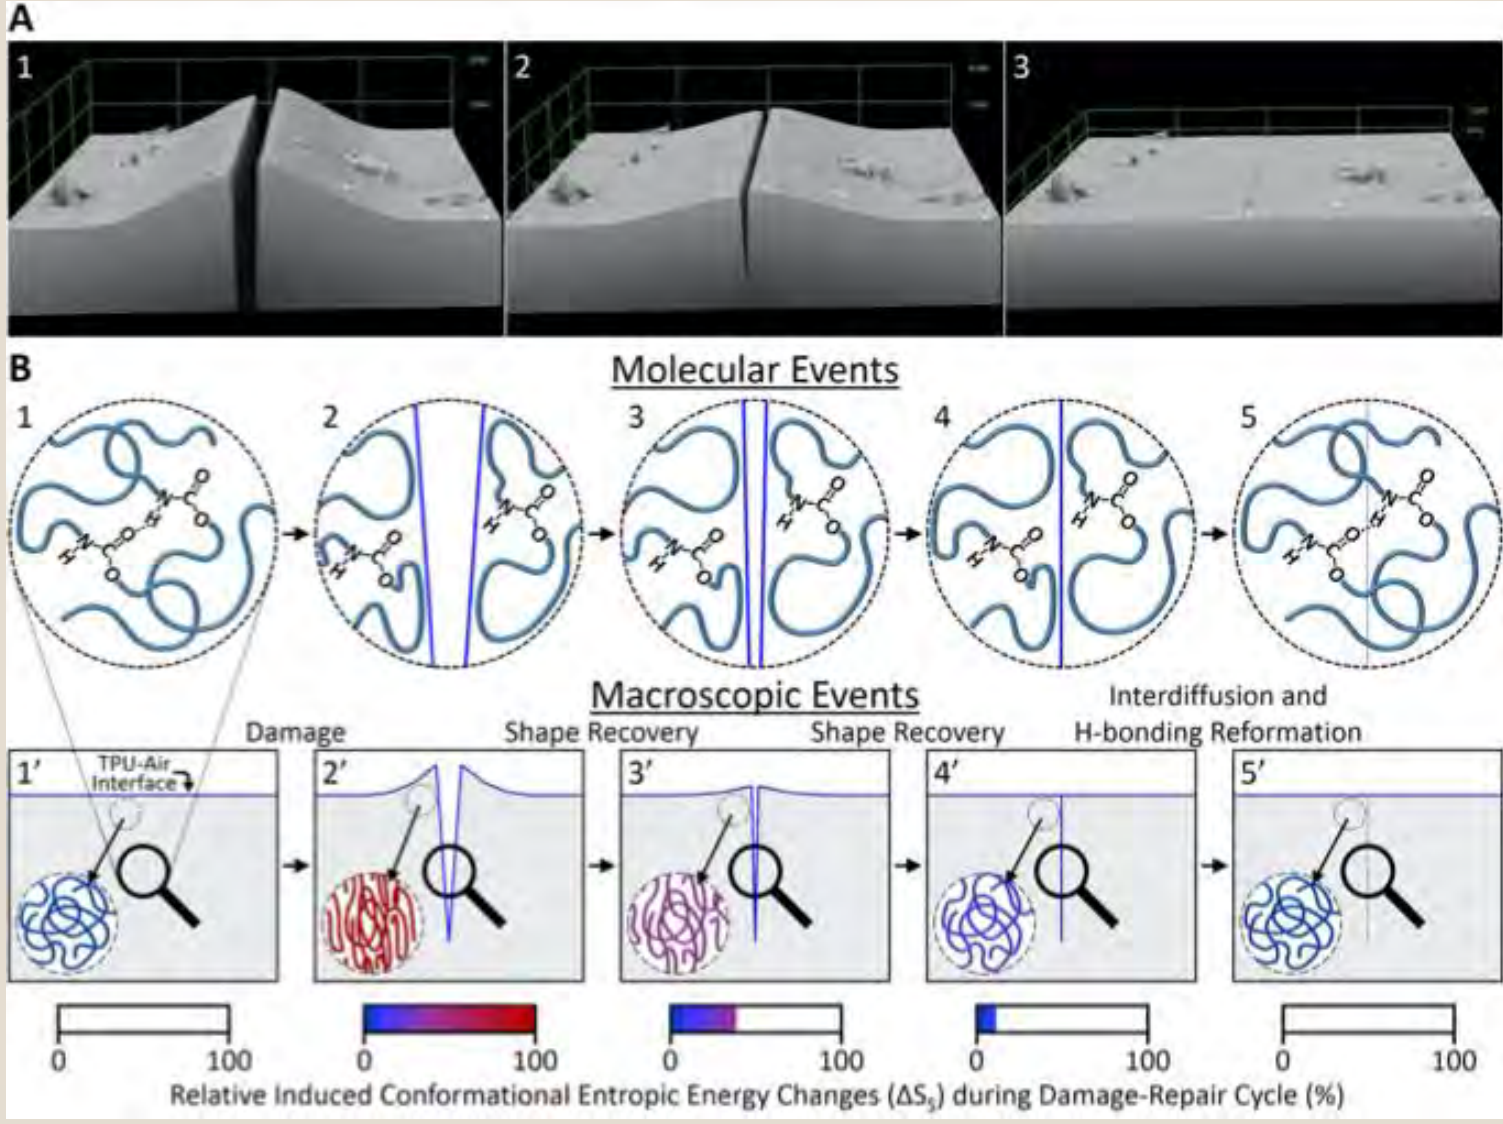 A
1
2
3
B
Molecular Events
1
2
3
4
5
N
H
C
O
O
N
H
C
O
O
N
H
C
O
O
N
H
C
O
O
N
H
C
O
O
N
H
C
O
O
N
H
C
O
O
N
H
C
O
O
N
H
C
O
O
N
H
C
O
O
Macroscopic Events
Interdiffusion and
Damage
Shape Recovery
Shape Recovery
H-bonding Reformation
1’
TPU-Air
Interface
2’
3’
4’
5’
0 100
0 100
0 100
0 100
0 100
Relative Induced Conformational Entropic Energy Changes (ΔSₛ) during Damage-Repair Cycle (%)